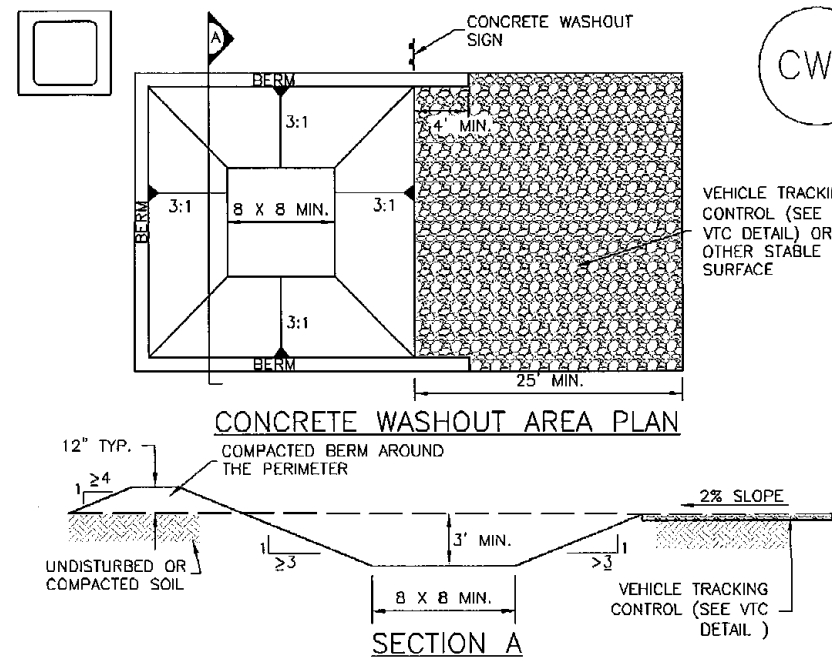 CONCRETE WASHOUT
SIGN
A
CW
BERM
3:1
4' MIN.
BERM
3:1
8 X 8 MIN.
3:1
VEHICLE TRACKI
CONTROL (SEE
VTC DETAIL) OR
OTHER STABLE
SURFACE
3:1
BERM
25' MIN.
CONCRETE WASHOUT AREA PLAN
12" TYP.
COMPACTED BERM AROUND
THE PERIMETER
1
≥4
2% SLOPE
UNDISTURBED OR
COMPACTED SOIL
1
≥3
3' MIN.
≥3
1
8 X 8 MIN.
VEHICLE TRACKING
CONTROL (SEE VTC
DETAIL )
SECTION A